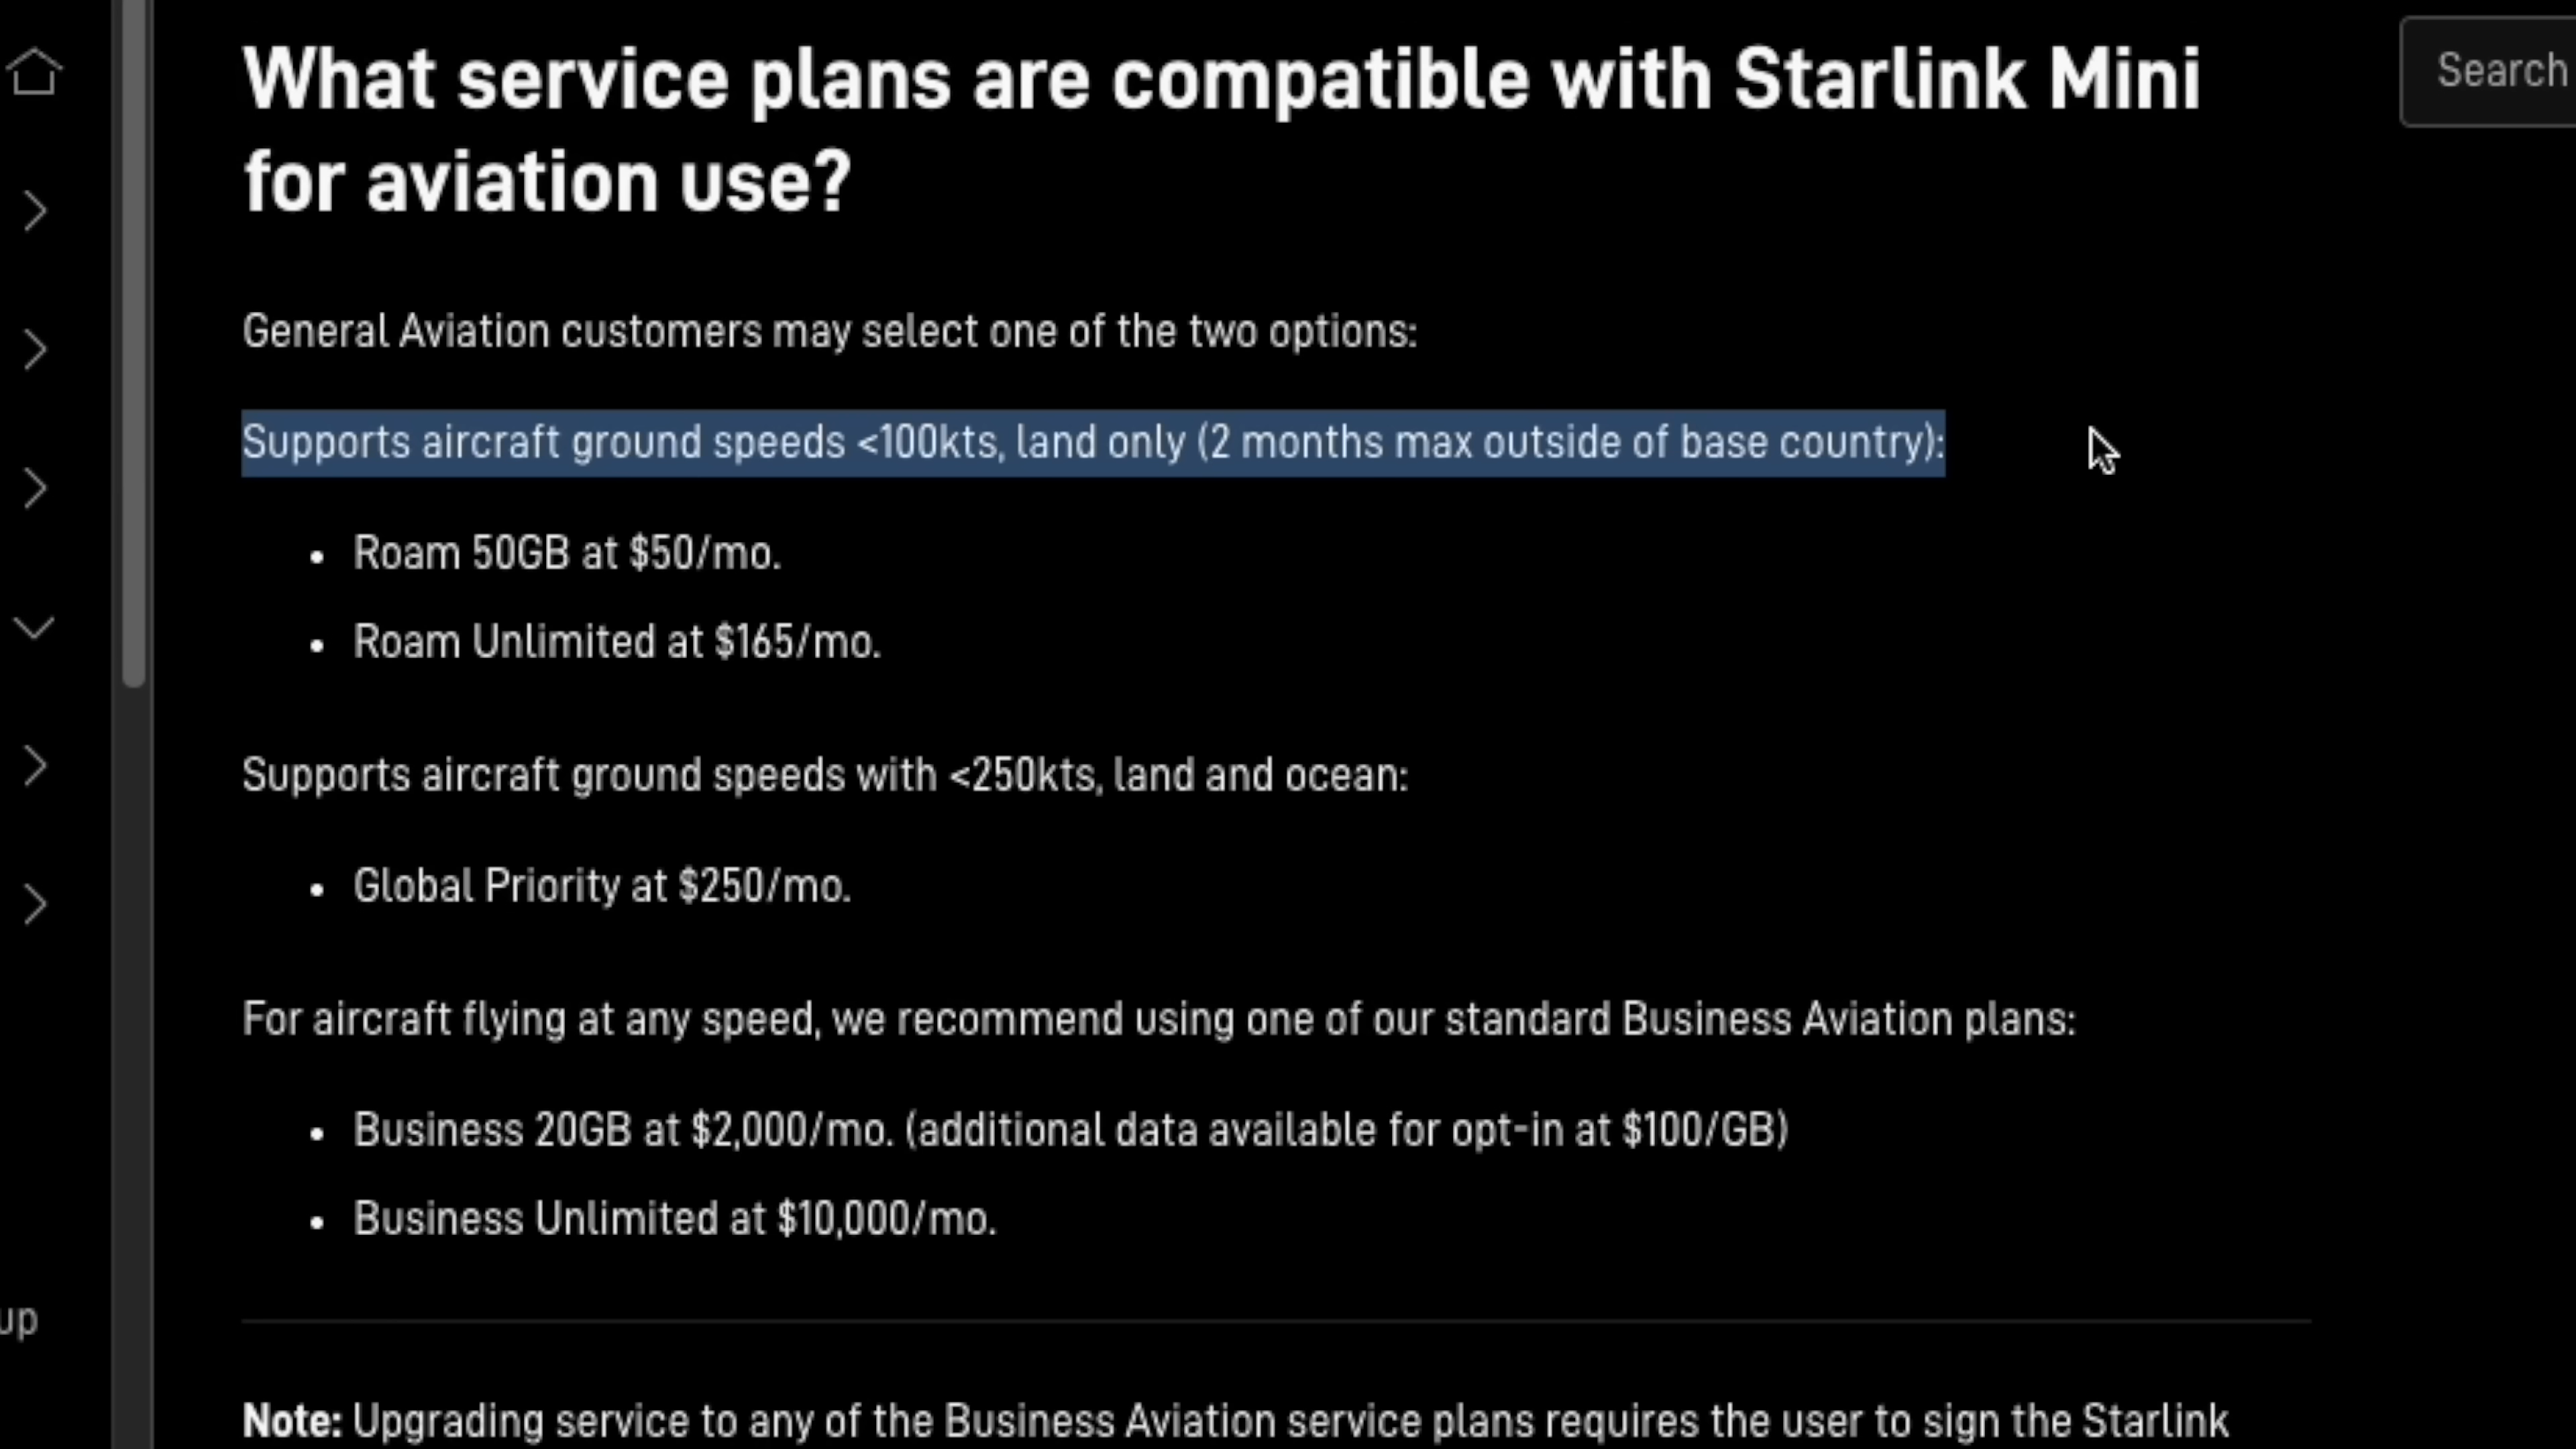 What service plans are compatible with Starlink Mini
for aviation use?
Search
General Aviation customers may select one of the two options:
Supports aircraft ground speeds <100kts, land only (2 months max outside of base country):
• Roam 50GB at $50/mo.
• Roam Unlimited at $165/mo.
Supports aircraft ground speeds with <250kts, land and ocean:
• Global Priority at $250/mo.
For aircraft flying at any speed, we recommend using one of our standard Business Aviation plans:
• Business 20GB at $2,000/mo. (additional data available for opt-in at $100/GB)
• Business Unlimited at $10,000/mo.
up
Note: Upgrading service to any of the Business Aviation service plans requires the user to sign the Starlink